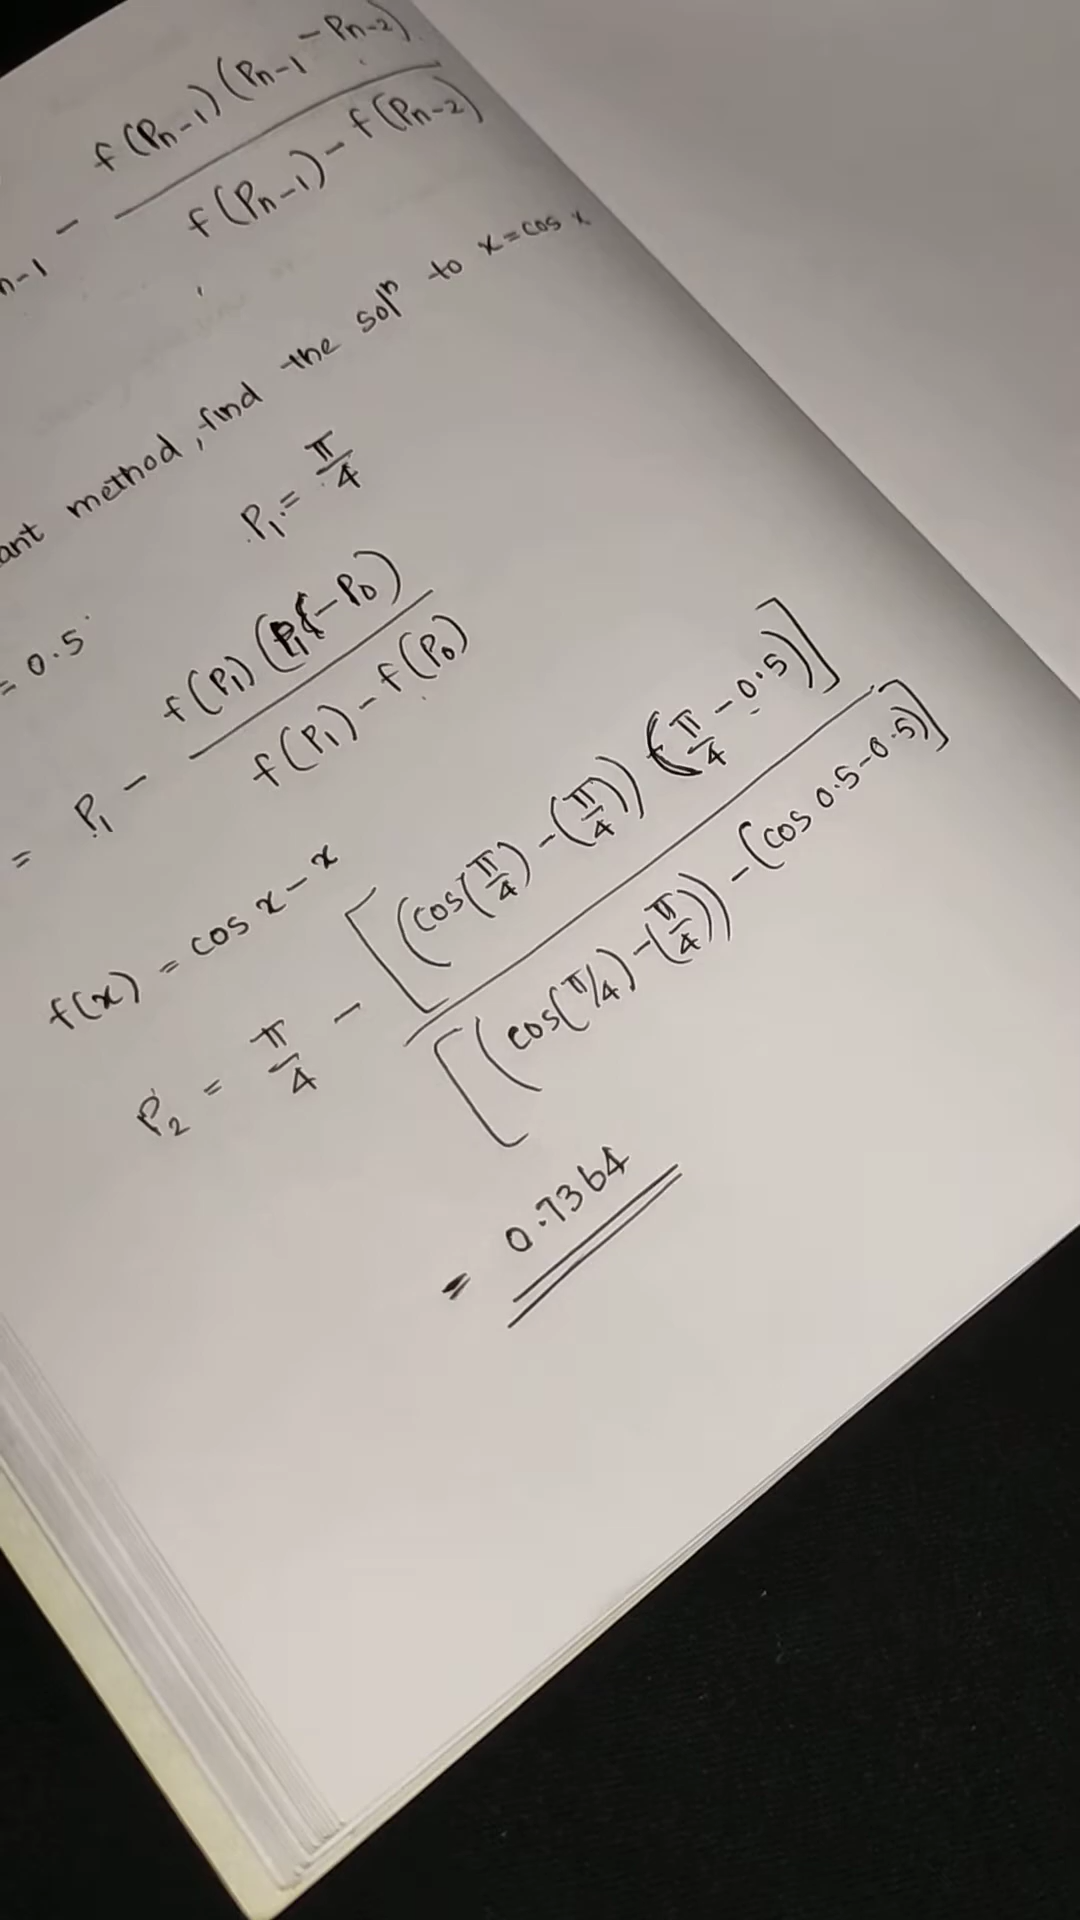 n-1 - f(Pn-1)(Pn-1 - Pn-2)
f(Pn-1) - f(Pn-2)
ant method, find the solⁿ to x = cos x
= 0.5 P₁ = π/4
= P₁ - f(P₁)(P₁ - P₀)
f(P₁) - f(P₀)
f(x) = cos x - x
P₂ = π/4 - [(cos(π/4) - (π/4)) (π/4 - 0.5)]
[(cos(π/4) - (π/4)) - (cos 0.5 - 0.5)]
= 0.7364